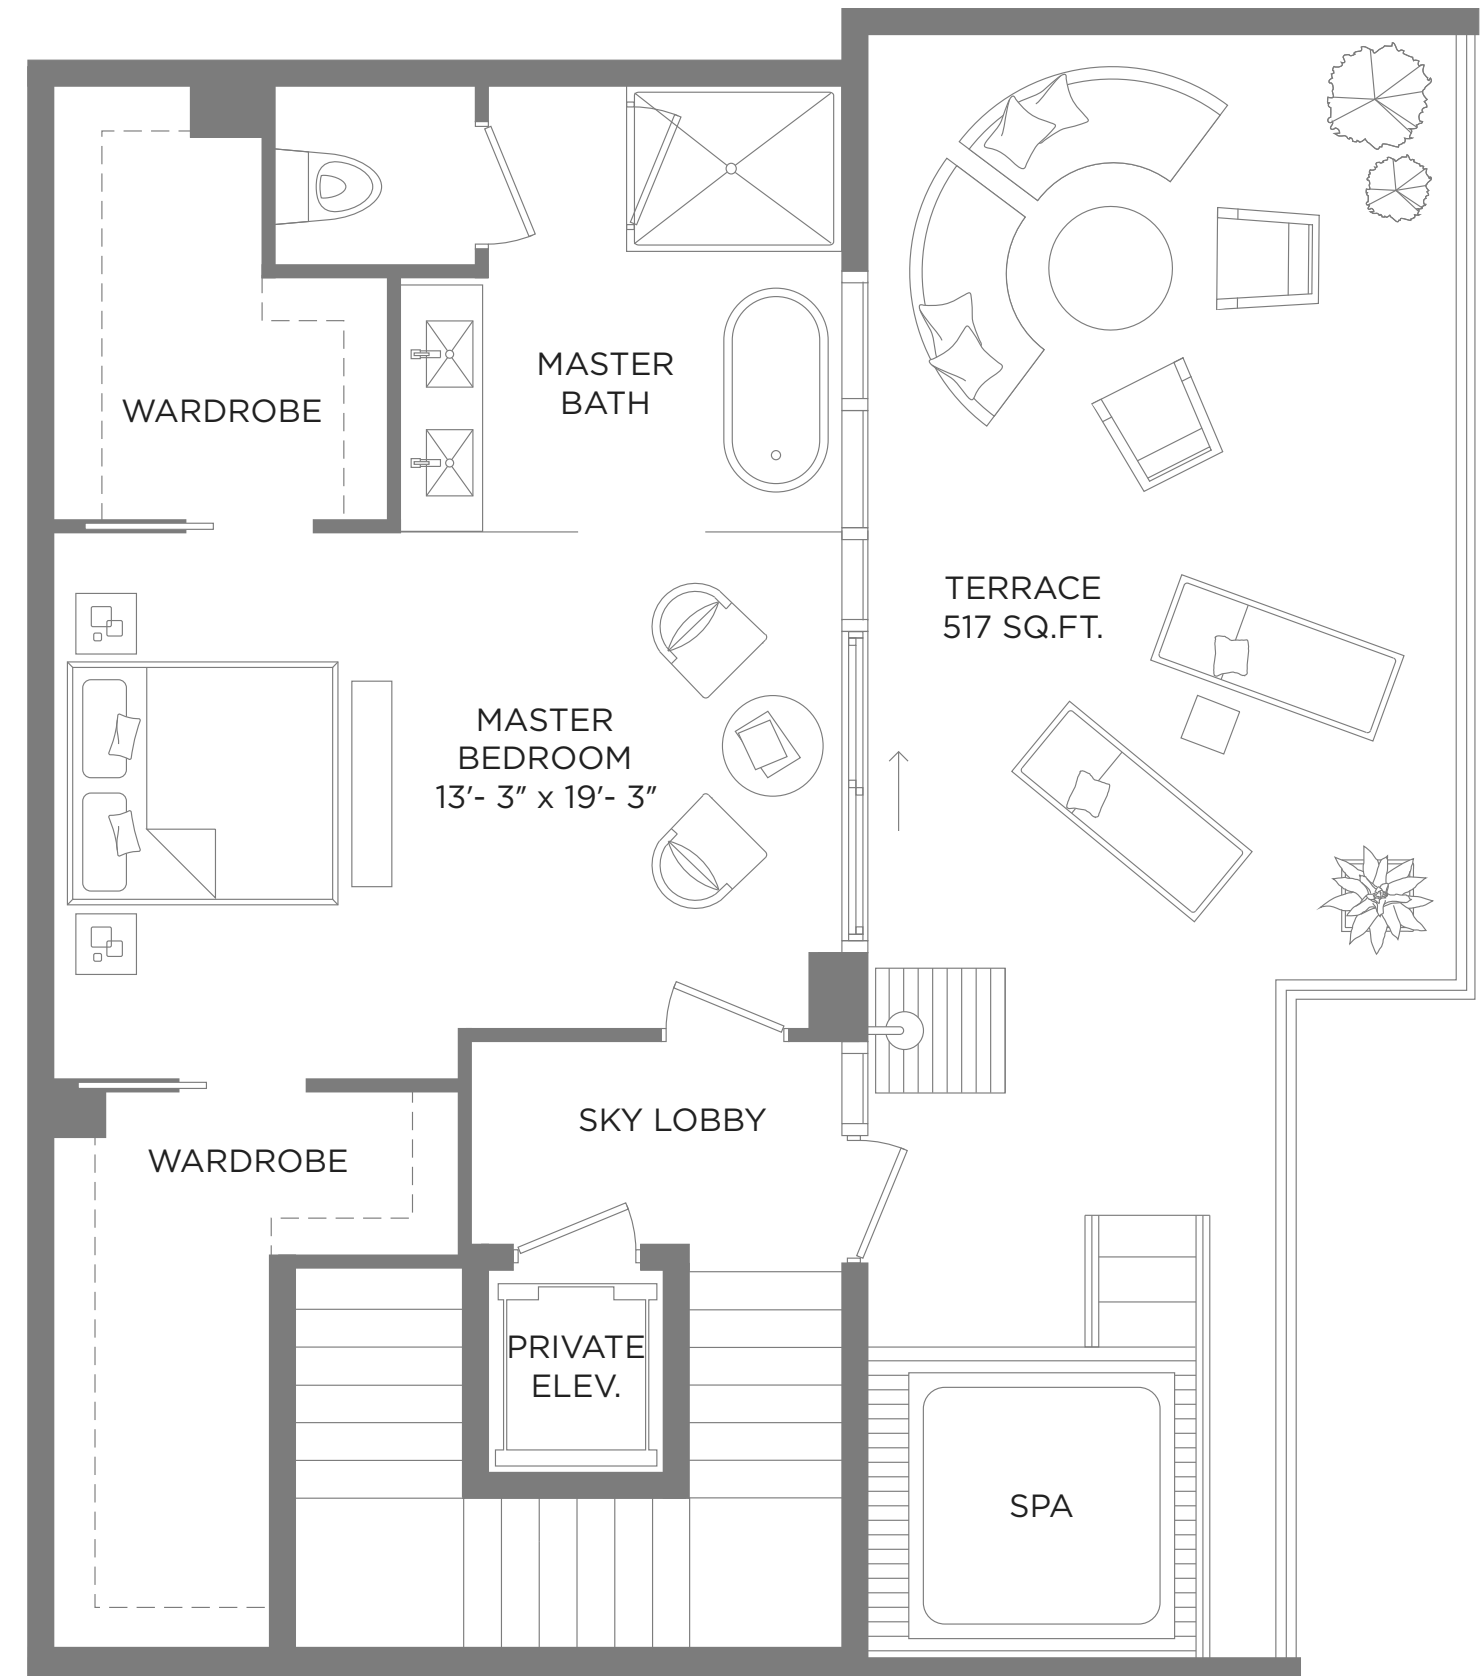 MASTER
BATH
WARDROBE
TERRACE
517 SQ.FT.
MASTER
BEDROOM
13'- 3" x 19'- 3"
SKY LOBBY
WARDROBE
PRIVATE
ELEV.
SPA